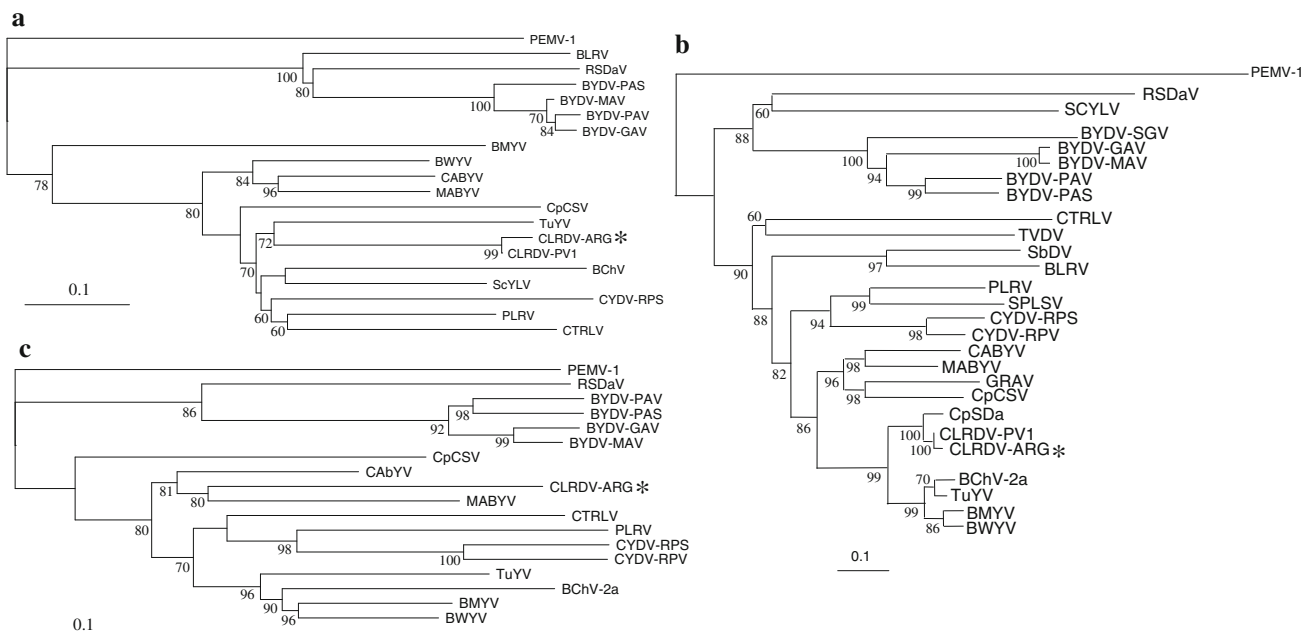 a
PEMV-1
BLRV
100
RSDaV
80
BYDV-PAS
100
BYDV-MAV
70
BYDV-PAV
84
BYDV-GAV
BMYV
78
BWYV
84
CABYV
96
MABYV
80
CpCSV
TuYV
72
CLRDV-ARG*
99
CLRDV-PV1
70
BChV
ScYLV
CYDV-RPS
60
PLRV
60
CTRLV
0.1
b
PEMV-1
RSDaV
60
SCYLV
88
BYDV-SGV
100
BYDV-GAV
100
BYDV-MAV
94
BYDV-PAV
99
BYDV-PAS
60
CTRLV
TVDV
90
SbDV
97
BLRV
88
PLRV
99
SPLSV
94
CYDV-RPS
98
CYDV-RPV
82
CABYV
98
MABYV
96
GRAV
98
CpCSV
86
CpSDa
100
CLRDV-PV1
100
CLRDV-ARG*
99
70
BChV-2a
TuYV
99
BMYV
86
BWYV
0.1
c
PEMV-1
RSDaV
86
BYDV-PAV
98
BYDV-PAS
92
BYDV-GAV
99
BYDV-MAV
CpCSV
CAbYV
81
CLRDV-ARG*
80
MABYV
80
CTRLV
PLRV
98
CYDV-RPS
100
CYDV-RPV
70
TuYV
96
BChV-2a
90
BMYV
96
BWYV
0.1